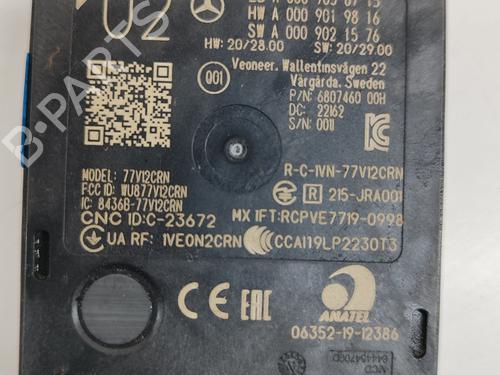 02
HW A 000 901 98 16
SW A 000 902 15 76
HW: 20/28.00 SW: 20/29.00
001
Veoneer. Wallentinsvägen 22
Vårgårda. Sweden
P/N: 6807460 00H
DC: 22162
S/N: 0011
MODEL: 77V12CRN
FCC ID: WU877V12CRN
IC: 8436B-77V12CRN
CNC ID:C-23672
UA RF: 1VEON2CRN
R-C-1VN-77V12CRN
R 215-JRA001
MX IFT:RCPVE7719-0998
CCAI19LP2230T3
CE EAC
ANATEL
06352-19-12386
B-PARTS